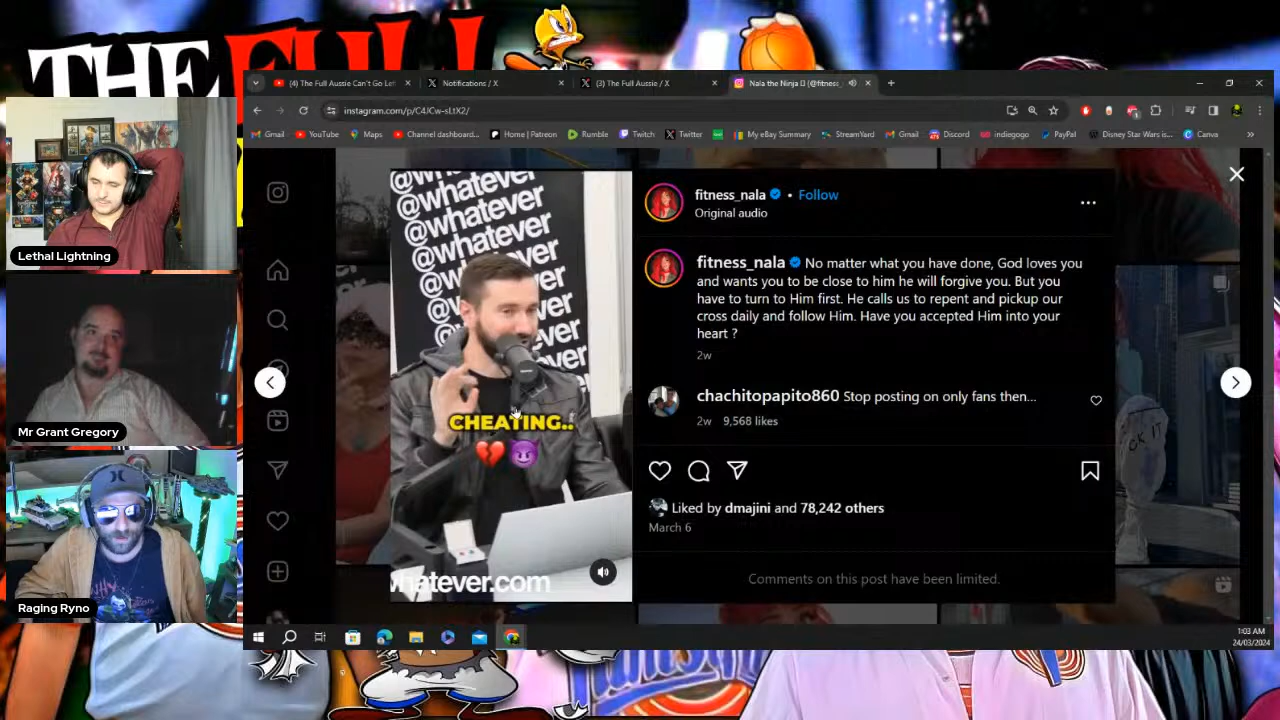 THE FULL
(4) The Full Aussie Can't Go Lef
Notifications / X
(3) The Full Aussie / X
Nala the Ninja (@fitness_
instagram.com/p/C4JCw-sLtX2/
Gmail
YouTube
Maps
Channel dashboard...
Home | Patreon
Rumble
Twitch
Twitter
My eBay Summary
StreamYard
Gmail
Discord
indiegogo
PayPal
Disney Star Wars is...
Canva
Lethal Lightning
Mr Grant Gregory
Raging Ryno
@whatever
@whatever
@whatever
@whatever
@whatever
@whatever
CHEATING..
whatever.com
fitness_nala • Follow
Original audio
fitness_nala No matter what you have done, God loves you
and wants you to be close to him he will forgive you. But you
have to turn to Him first. He calls us to repent and pickup our
cross daily and follow Him. Have you accepted Him into your
heart ?
2w
chachitopapito860 Stop posting on only fans then...
2w 9,568 likes
Liked by dmajini and 78,242 others
March 6
Comments on this post have been limited.
CK IT
1:03 AM
24/03/2024